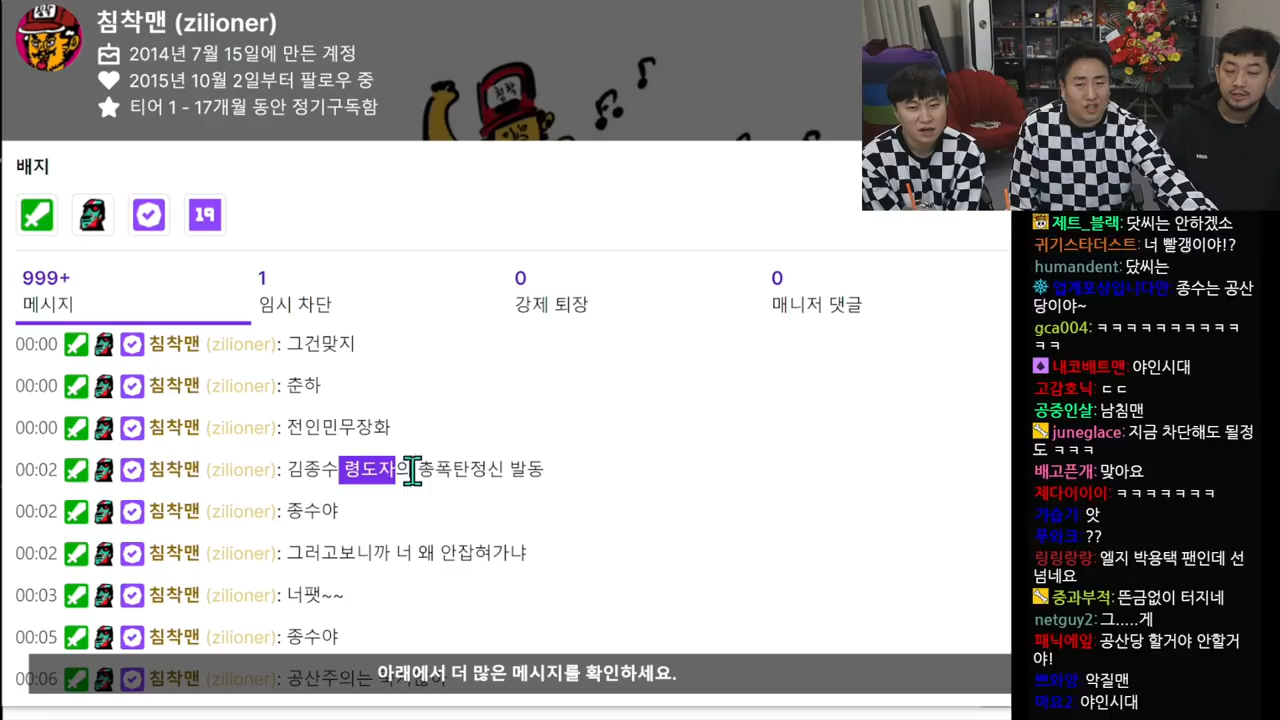 침착맨 (zilioner)
2014년 7월 15일에 만든 계정
2015년 10월 2일부터 팔로우 중
티어 1 - 17개월 동안 정기구독함
배지
19
999+
메시지
1
임시 차단
0
강제 퇴장
0
매니저 댓글
00:00 침착맨 (zilioner): 그건맞지
00:00 침착맨 (zilioner): 춘하
00:00 침착맨 (zilioner): 전인민무장화
00:02 침착맨 (zilioner): 김종수 령도자의 총폭탄정신 발동
00:02 침착맨 (zilioner): 종수야
00:02 침착맨 (zilioner): 그러고보니까 너 왜 안잡혀가냐
00:03 침착맨 (zilioner): 너팻~~
00:05 침착맨 (zilioner): 종수야
00:06 침착맨 (zilioner): 공산주의는
아래에서 더 많은 메시지를 확인하세요.
제트_블랙: 닷씨는 안하겠소
귀기스타더스트: 너 빨갱이야!?
humandent: 닶씨는
업계포상입니다만: 종수는 공산
당이야~
gca004: ㅋㅋㅋㅋㅋㅋㅋㅋㅋㅋ
ㅋㅋ
내코베트맨: 야인시대
고감호닉: ㄷㄷ
공중인살: 남침맨
juneglace: 지금 차단해도 될정
도 ㅋㅋㅋ
배고픈개: 맞아요
제다이이이: ㅋㅋㅋㅋㅋㅋㅋ
갸습기: 앗
푸와크: ??
링링랑랑: 엘지 박용택 팬인데 선
넘네요
중과부적: 뜬금없이 터지네
netguy2: 그.....게
패닉에잎: 공산당 할거야 안할거
야!
쁘와앙: 악질맨
마요2: 야인시대